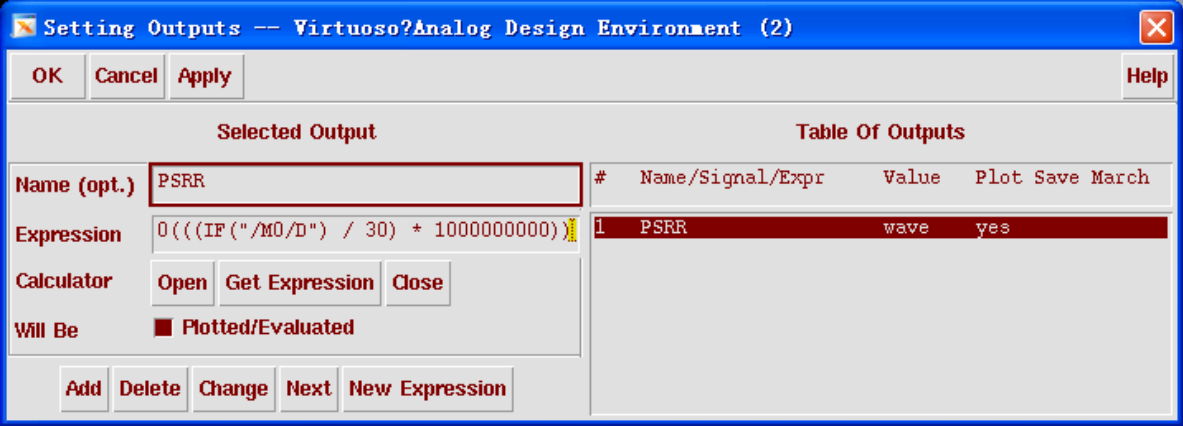 Setting Outputs -- Virtuoso?Analog Design Environment (2)
OK Cancel Apply Help
Selected Output
Name (opt.) PSRR
Expression 0(((IF("/M0/D") / 30) * 1000000000))
Calculator Open Get Expression Close
Will Be Plotted/Evaluated
Add Delete Change Next New Expression
Table Of Outputs
# Name/Signal/Expr Value Plot Save March
1 PSRR wave yes